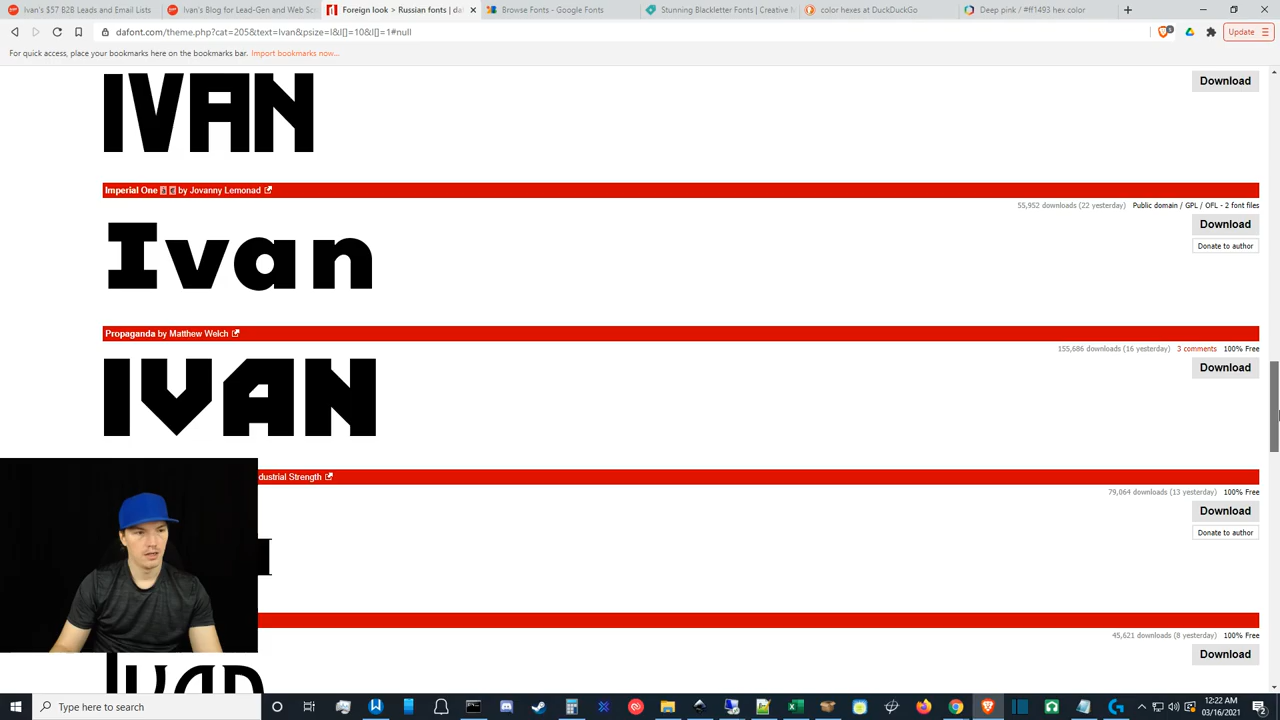 Ivan's $37 B2B Leads and Email Lists
Ivan's Blog for Lead-Gen and Web Sc
Foreign look > Russian fonts | da
Browse Fonts - Google Fonts
Stunning Blackletter Fonts | Creative
color hexes at DuckDuckGo
Deep pink / #ff1493 hex color
dafont.com/theme.php?cat=205&text=Ivan&psize=l&l[]=10&l[]=1#null
5
Update
For quick access, place your bookmarks here on the bookmarks bar. Import bookmarks now...
IVAN
Download
Imperial One à € by Jovanny Lemonad
55,952 downloads (22 yesterday) Public domain / GPL / OFL - 2 font files
Ivan
Download
Donate to author
Propaganda by Matthew Welch
155,686 downloads (16 yesterday) 3 comments 100% Free
IVAN
Download
dustrial Strength
79,064 downloads (13 yesterday) 100% Free
Download
Donate to author
45,621 downloads (8 yesterday) 100% Free
Ivan
Download
Type here to search
12:22 AM
03/16/2021
2